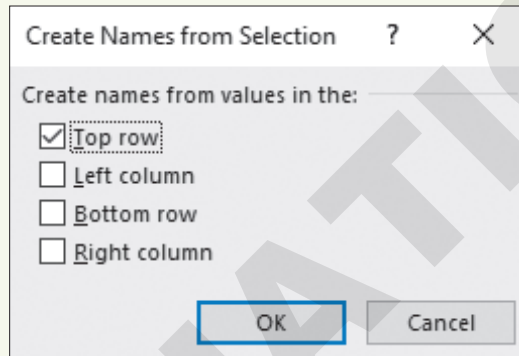 Create Names from Selection ?
Create names from values in the:
Top row
Left column
Bottom row
Right column
OK Cancel